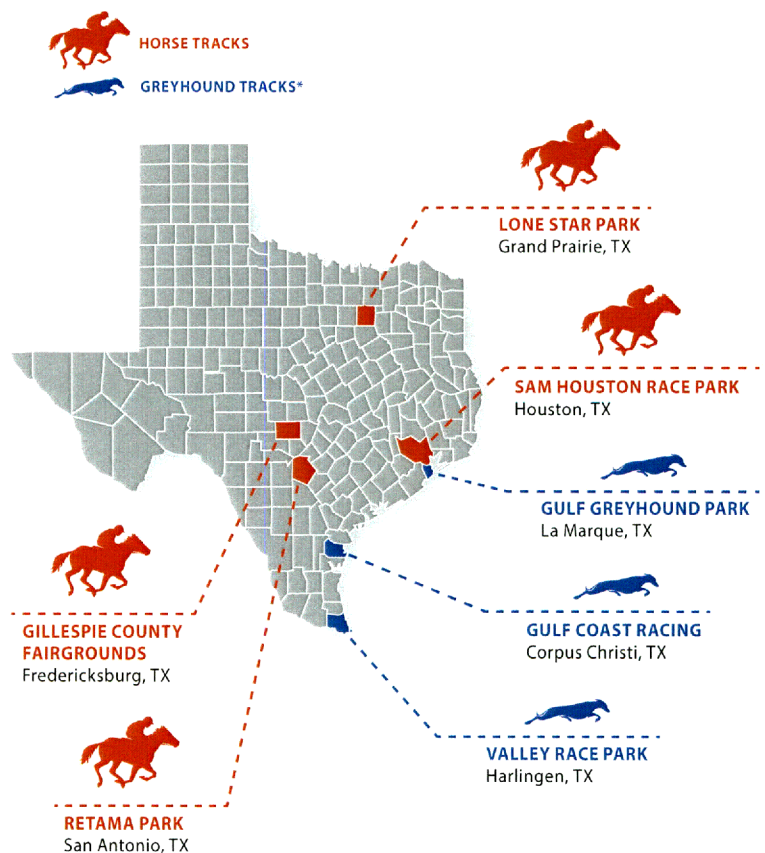 HORSE TRACKS
GREYHOUND TRACKS*
LONE STAR PARK
Grand Prairie, TX
SAM HOUSTON RACE PARK
Houston, TX
GULF GREYHOUND PARK
La Marque, TX
GILLESPIE COUNTY
FAIRGROUNDS
Fredericksburg, TX
GULF COAST RACING
Corpus Christi, TX
VALLEY RACE PARK
Harlingen, TX
RETAMA PARK
San Antonio, TX